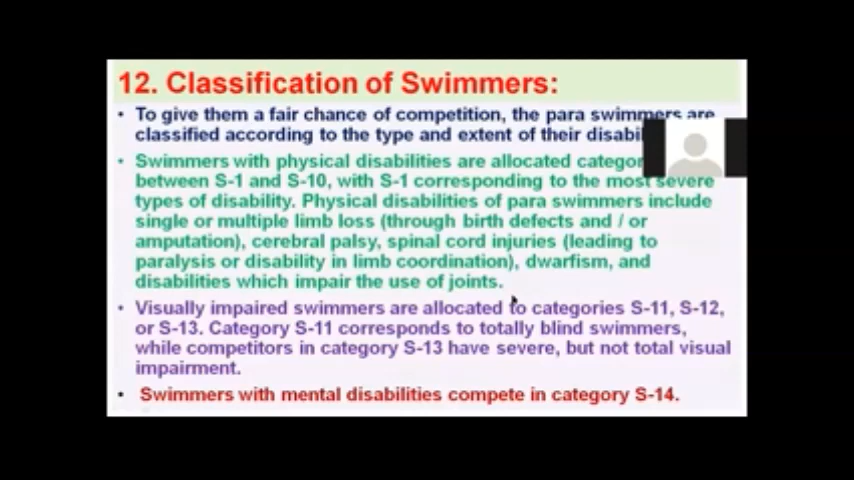 12. Classification of Swimmers:
• To give them a fair chance of competition, the para swimmers are
classified according to the type and extent of their
• Swimmers with physical disabilities are allocated
between S-1 and S-10, with S-1 corresponding to the most severe
types of disability. Physical disabilities of para swimmers include
single or multiple limb loss (through birth defects and / or
amputation), cerebral palsy, spinal cord injuries (leading to
paralysis or disability in limb coordination), dwarfism, and
disabilities which impair the use of joints.
• Visually impaired swimmers are allocated to categories S-11, S-12,
or S-13. Category S-11 corresponds to totally blind swimmers,
while competitors in category S-13 have severe, but not total visual
impairment.
• Swimmers with mental disabilities compete in category S-14.